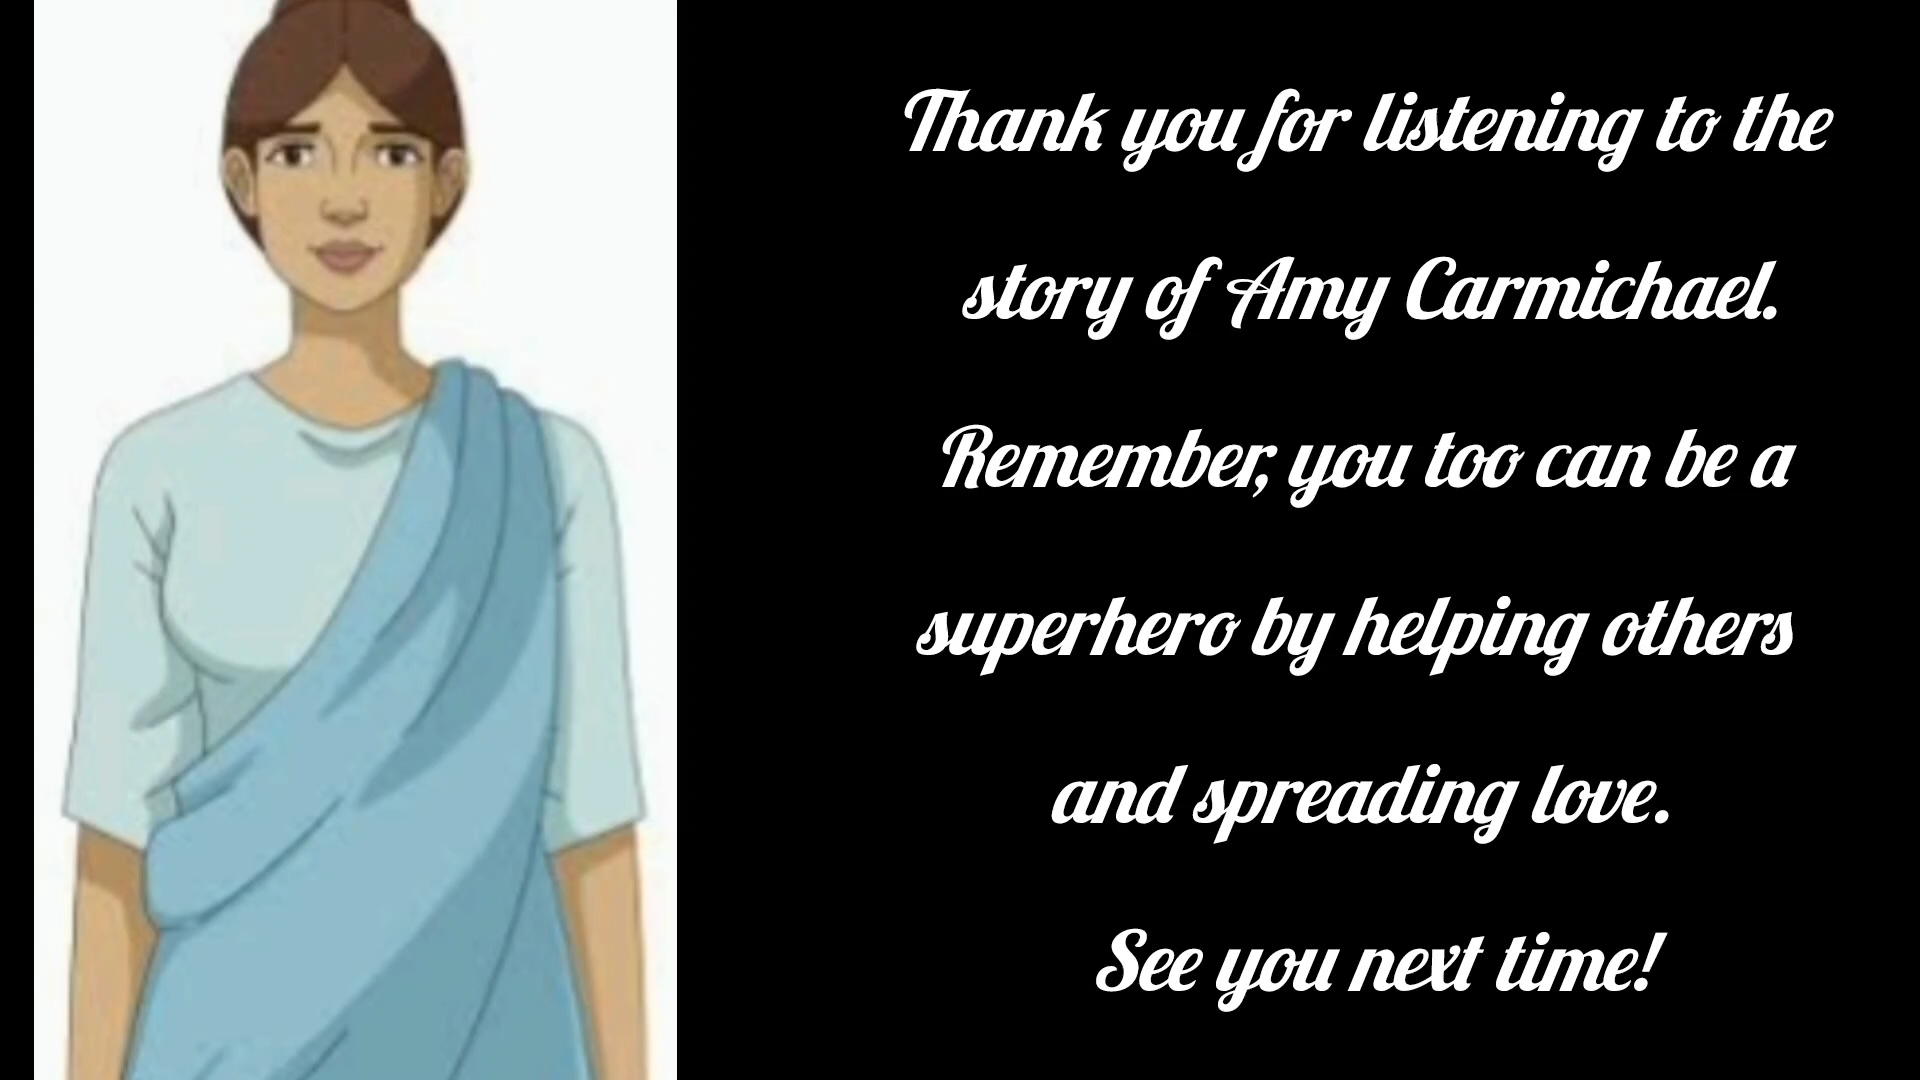 Thank you for listening to the
story of Amy Carmichael.
Remember, you too can be a
superhero by helping others
and spreading love.
See you next time!